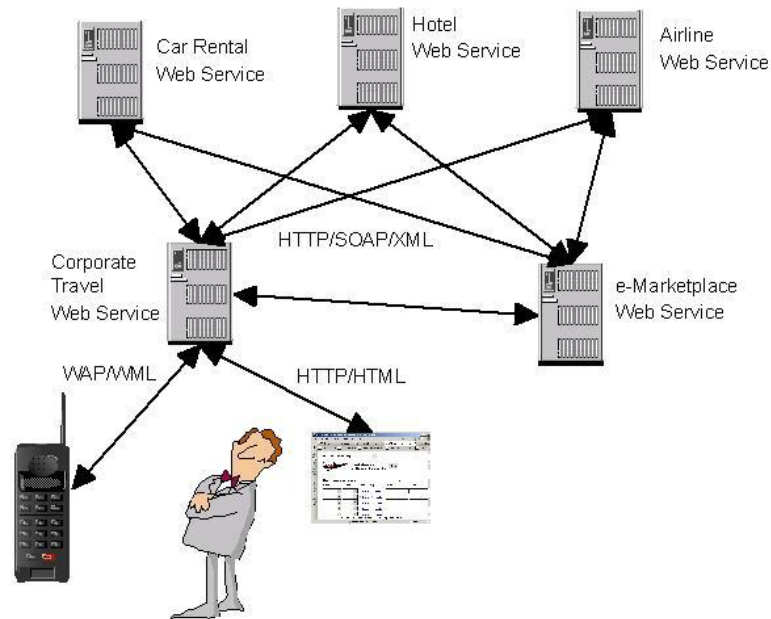 Car Rental
Web Service
Hotel
Web Service
Airline
Web Service
HTTP/SOAP/XML
Corporate
Travel
Web Service
e-Marketplace
Web Service
WAP/WML
HTTP/HTML